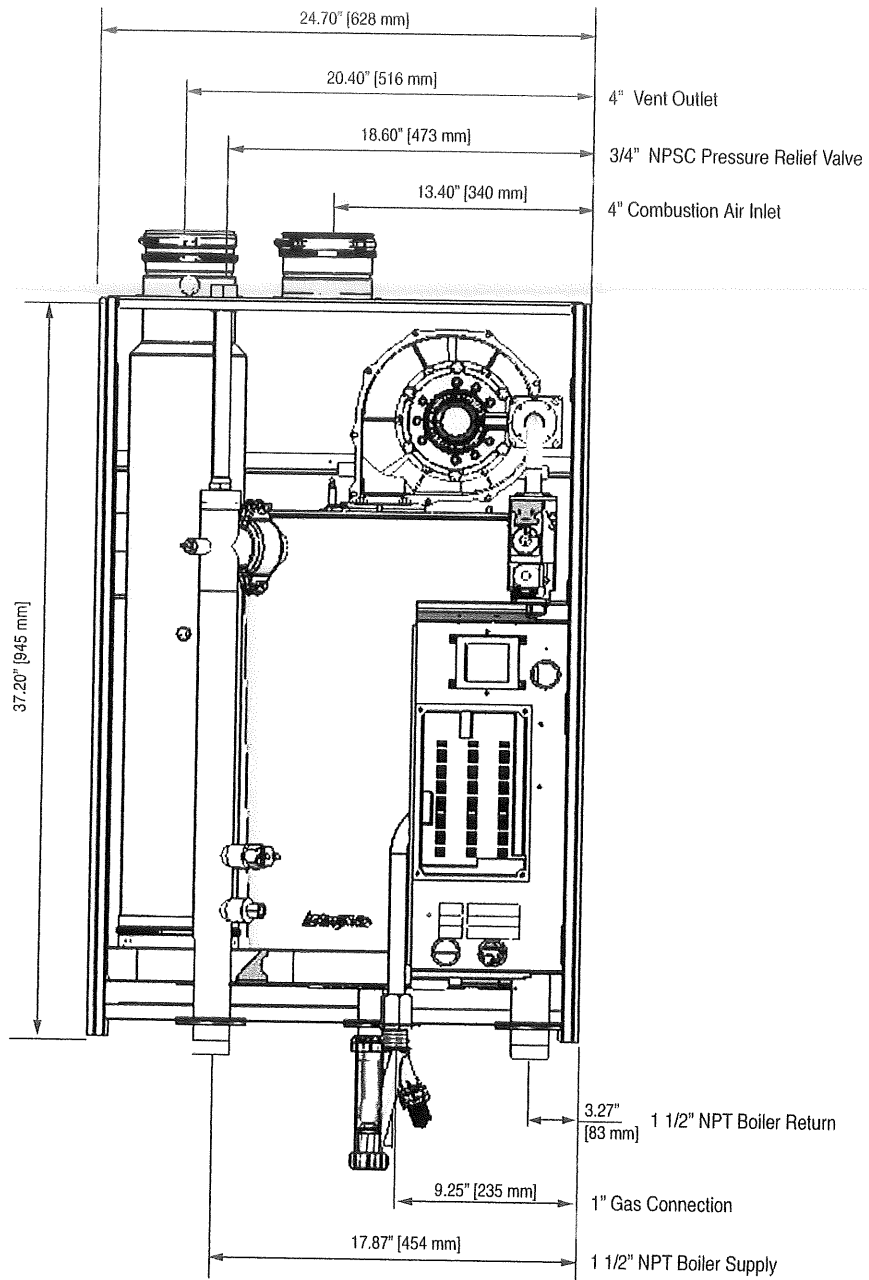 24.70" [628 mm]
20.40" [516 mm]
4" Vent Outlet
18.60" [473 mm]
3/4" NPSC Pressure Relief Valve
13.40" [340 mm]
4" Combustion Air Inlet
37.20" [945 mm]
3.27"
[83 mm]
1 1/2" NPT Boiler Return
9.25" [235 mm]
1" Gas Connection
17.87" [454 mm]
1 1/2" NPT Boiler Supply